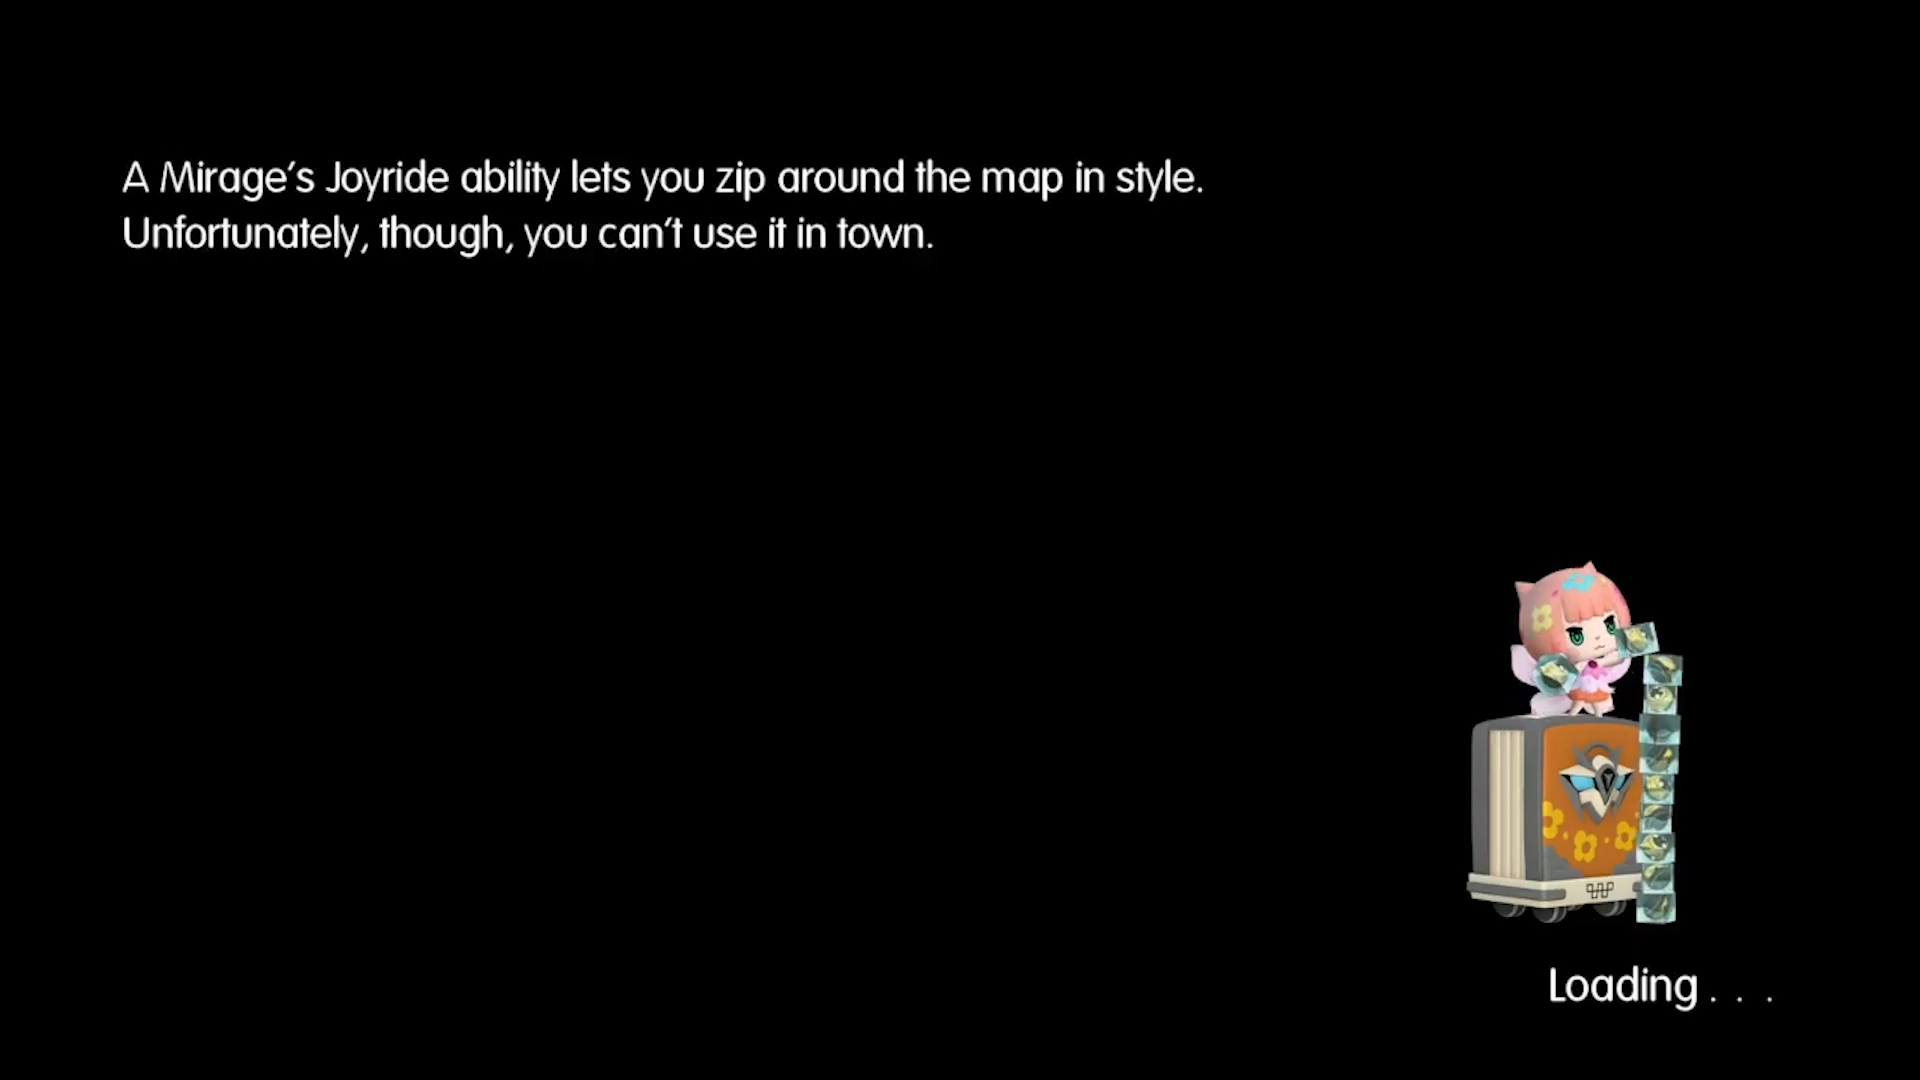 A Mirage's Joyride ability lets you zip around the map in style.
Unfortunately, though, you can't use it in town.
Loading . . .